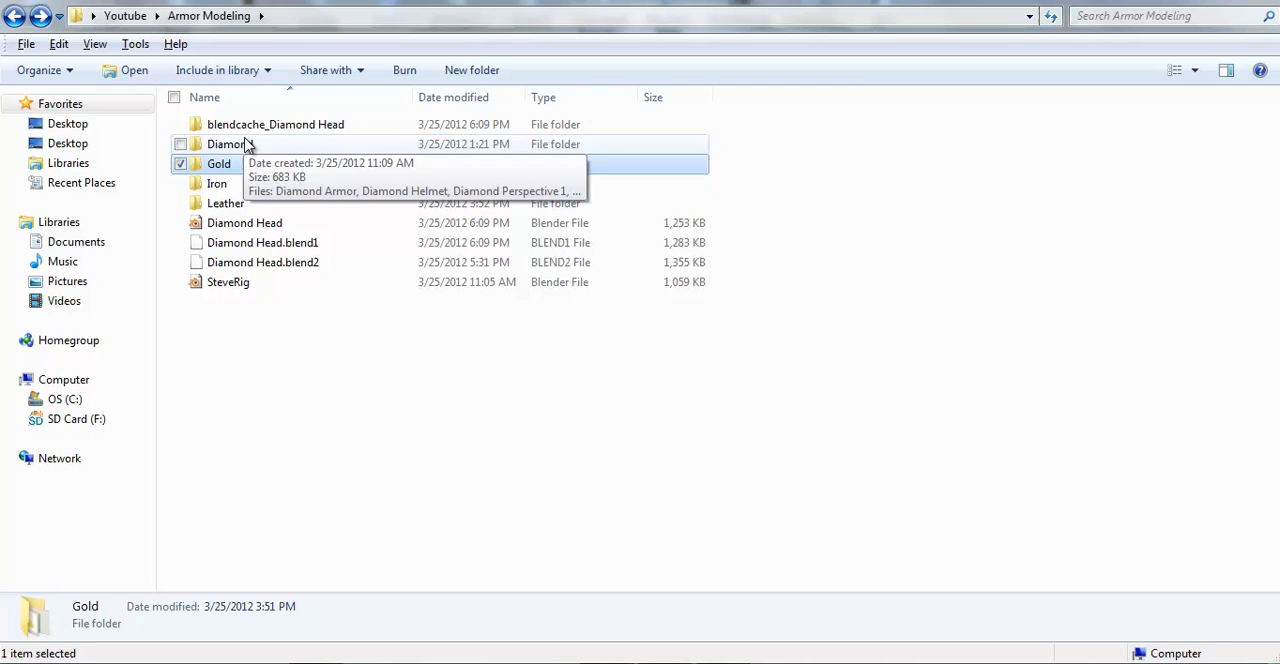 Youtube Armor Modeling Search Armor Modeling
File Edit View Tools Help
Organize Open Include in library Share with Burn New folder
Name Date modified Type Size
Favorites
Desktop
Desktop
Libraries
Recent Places
Libraries
Documents
Music
Pictures
Videos
Homegroup
Computer
OS (C:)
SD Card (F:)
Network
blendcache_Diamond Head 3/25/2012 6:09 PM File folder
Diamond 3/25/2012 1:21 PM File folder
Gold
Date created: 3/25/2012 11:09 AM
Size: 683 KB
Files: Diamond Armor, Diamond Helmet, Diamond Perspective 1, ...
Iron
Leather 3/25/2012 3:52 PM File folder
Diamond Head 3/25/2012 6:09 PM Blender File 1,253 KB
Diamond Head.blend1 3/25/2012 6:09 PM BLEND1 File 1,283 KB
Diamond Head.blend2 3/25/2012 5:31 PM BLEND2 File 1,355 KB
SteveRig 3/25/2012 11:05 AM Blender File 1,059 KB
Gold Date modified: 3/25/2012 3:51 PM
File folder
1 item selected Computer